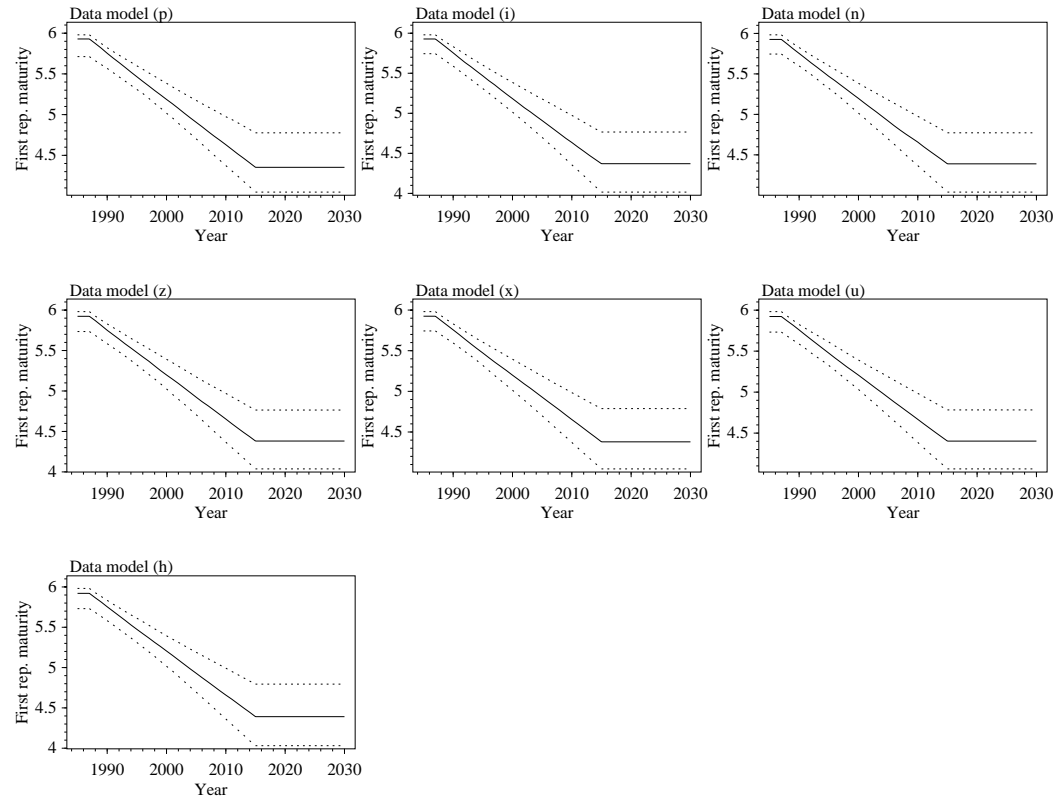 Data model (p) Data model (i) Data model (n)
First rep. maturity First rep. maturity First rep. maturity
6 6 6
5.5 5.5 5.5
5 5 5
4.5 4.5 4.5
4
1990 2000 2010 2020 2030 1990 2000 2010 2020 2030 1990 2000 2010 2020 2030
Year Year Year
Data model (z) Data model (x) Data model (u)
First rep. maturity First rep. maturity First rep. maturity
6 6 6
5.5 5.5 5.5
5 5 5
4.5 4.5 4.5
4
1990 2000 2010 2020 2030 1990 2000 2010 2020 2030 1990 2000 2010 2020 2030
Year Year Year
Data model (h)
First rep. maturity
6
5.5
5
4.5
4
1990 2000 2010 2020 2030
Year